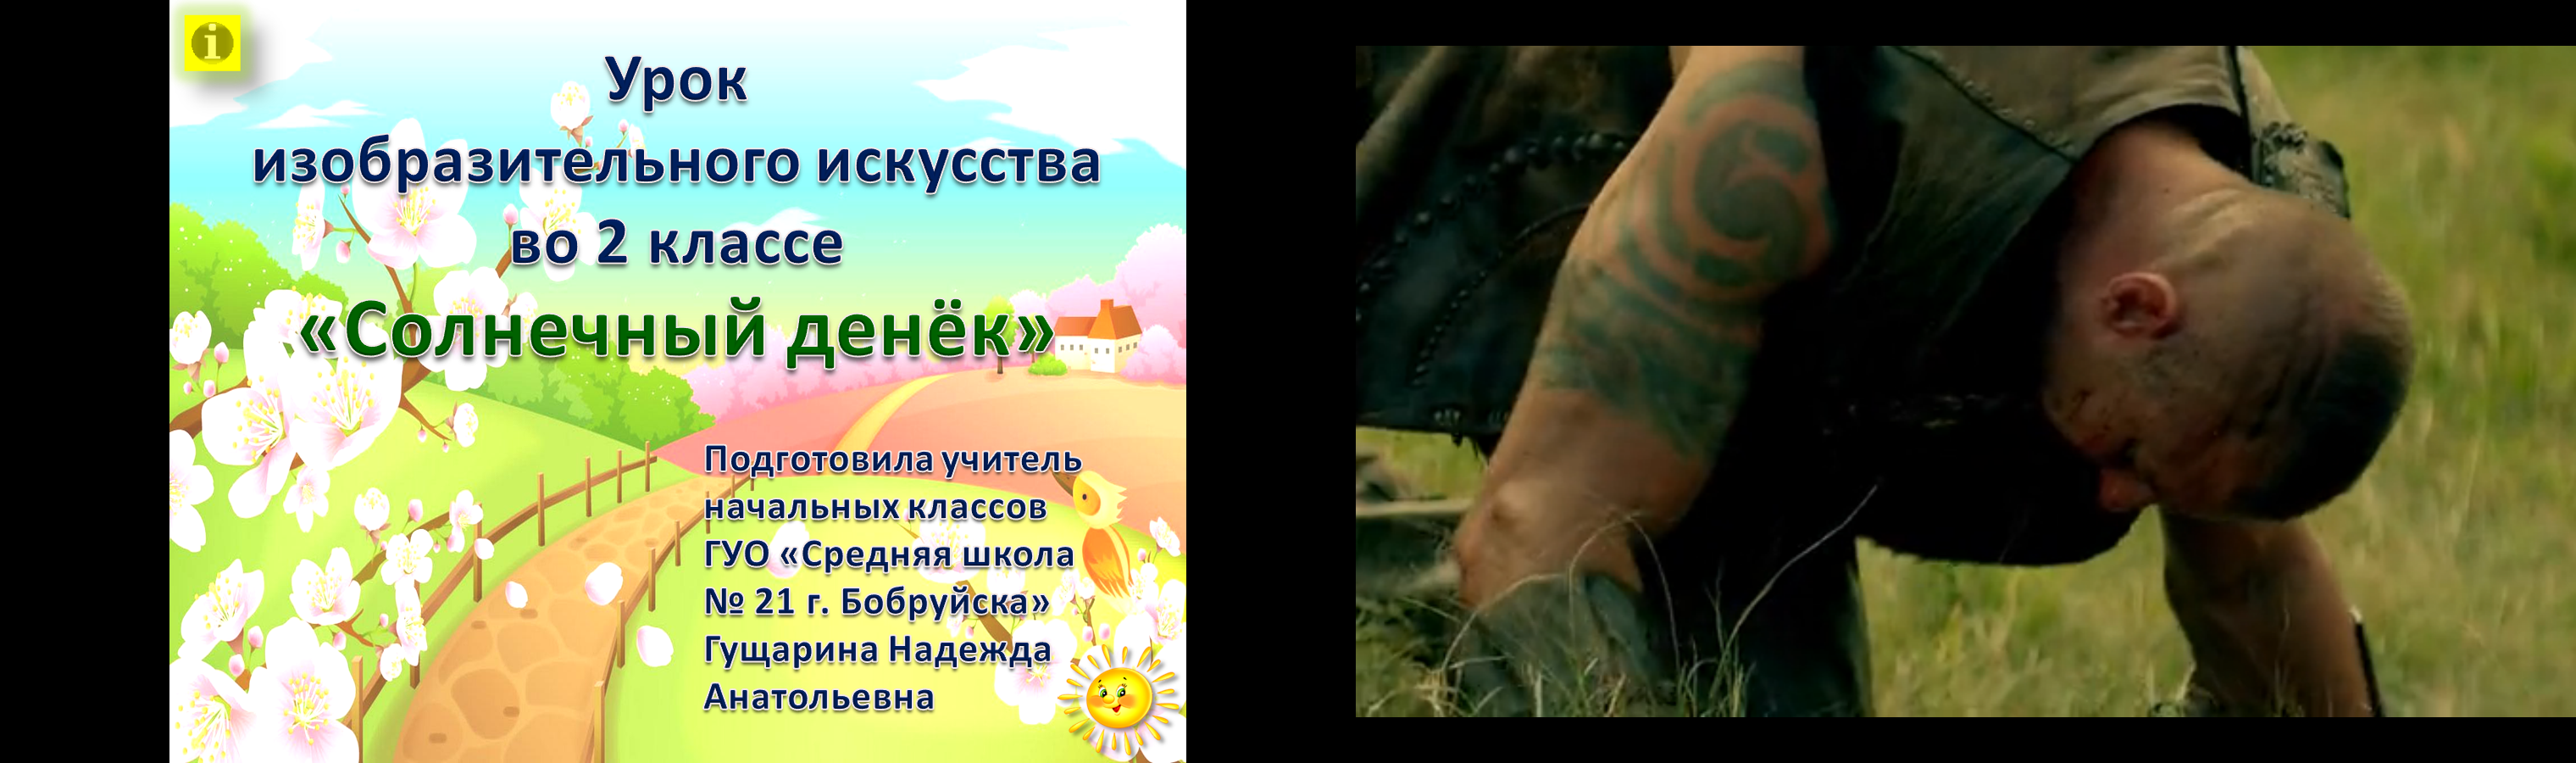 i
Урок
изобразительного искусства
во 2 классе
«Солнечный денёк»
Подготовила учитель
начальных классов
ГУО «Средняя школа
№ 21 г. Бобруйска»
Гущарина Надежда
Анатольевна